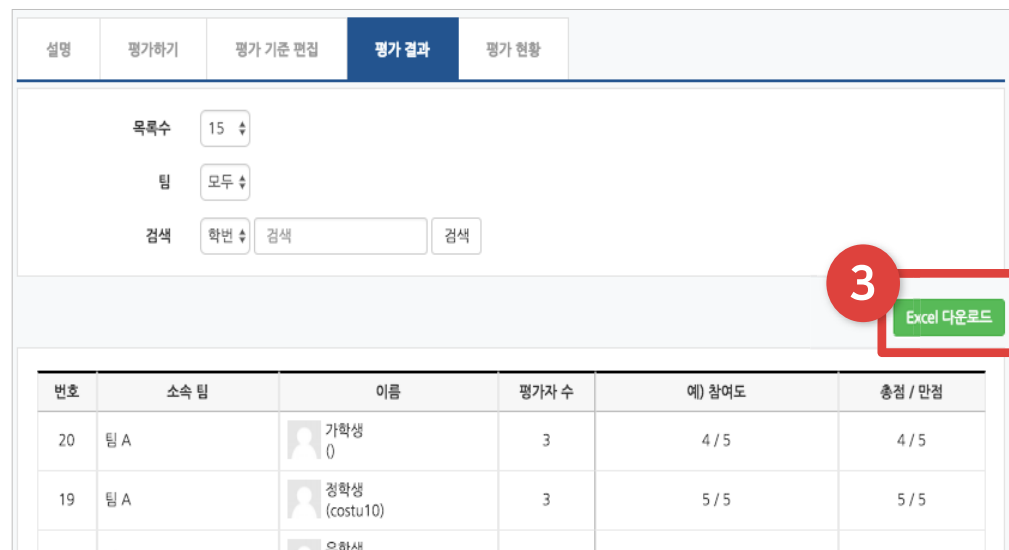 설명 평가하기 평가 기준 편집 평가 결과 평가 현황
목록수 15
팀 모두
검색 학번 검색 검색
3
Excel 다운로드
번호 소속 팀 이름 평가자 수 예) 참여도 총점 / 만점
20 팀 A 가학생 3 4 / 5 4 / 5
()
19 팀 A 정학생 3 5 / 5 5 / 5
(costu10)